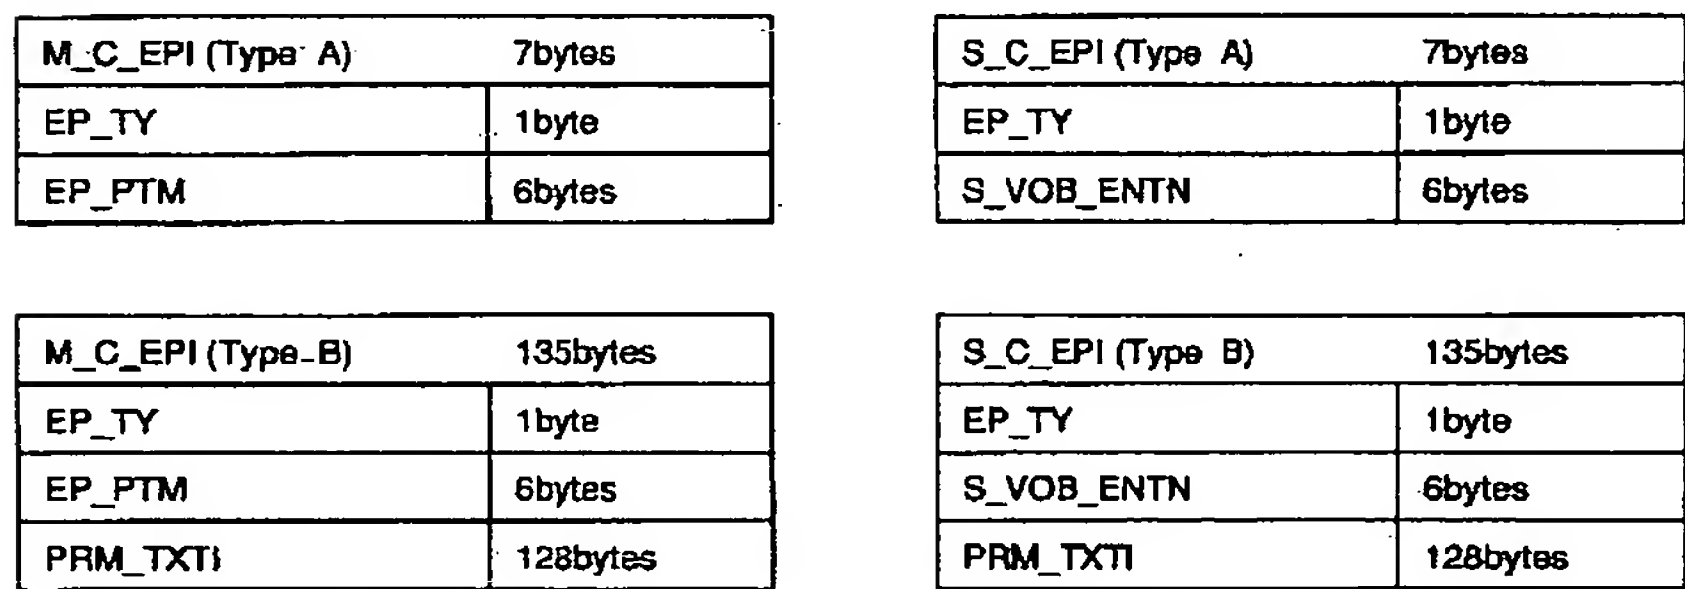 M_C_EPI (Type A) 7bytes
EP_TY 1byte
EP_PTM 6bytes
S_C_EPI (Type A) 7bytes
EP_TY 1byte
S_VOB_ENTN 6bytes
M_C_EPI (Type-B) 135bytes
EP_TY 1byte
EP_PTM 6bytes
PRM_TXTI 128bytes
S_C_EPI (Type B) 135bytes
EP_TY 1byte
S_VOB_ENTN 6bytes
PRM_TXTI 128bytes